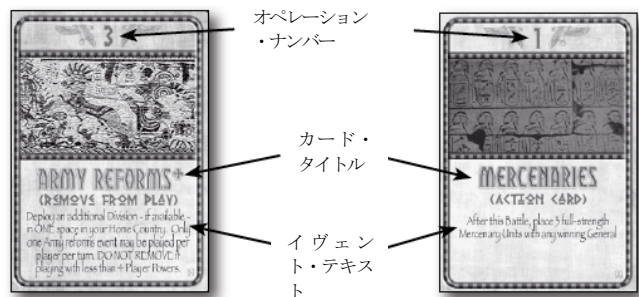 3
ARMY REFORMS+
(REMOVE FROM PLAY)
Deploy an additional Division - if available -
in ONE space in your Home Country. Only
one Army reforms event may be played per
player per turn. DO NOT REMOVE if
playing with less than 4 Player Powers.
オペレーション
・ナンバー
カード・
タイトル
イヴェン
ト・テキス
ト
1
MERCENARIES
(ACTION CARD)
After this Battle, place 3 full-strength
Mercenary Units with any winning General